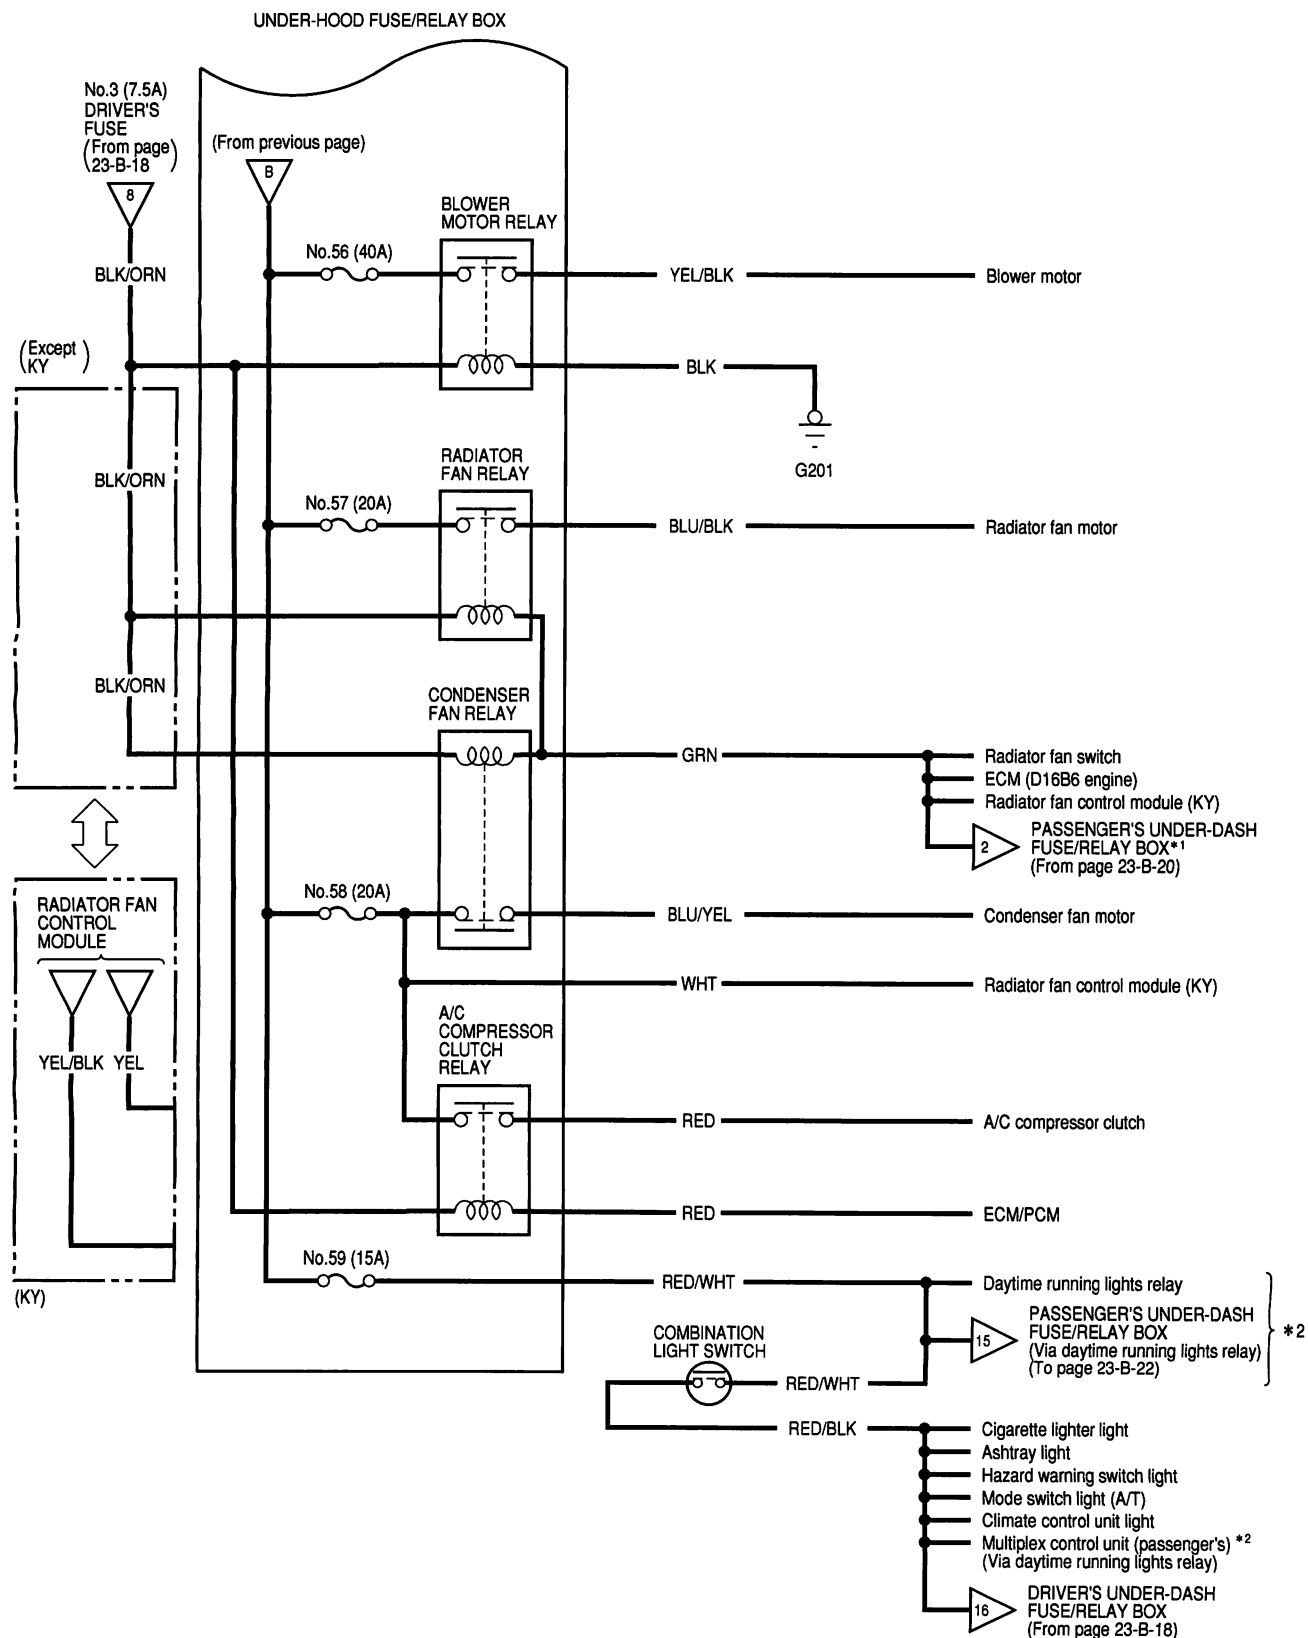 UNDER-HOOD FUSE/RELAY BOX
No.3 (7.5A)
DRIVER'S
FUSE
(From page
23-B-18)
8
(From previous page)
B
BLOWER
MOTOR RELAY
No.56 (40A)
BLK/ORN
YEL/BLK
Blower motor
(Except
KY)
BLK
G201
RADIATOR
FAN RELAY
BLK/ORN
No.57 (20A)
BLU/BLK
Radiator fan motor
BLK/ORN
CONDENSER
FAN RELAY
GRN
Radiator fan switch
ECM (D16B6 engine)
Radiator fan control module (KY)
2
PASSENGER'S UNDER-DASH
FUSE/RELAY BOX*1
(From page 23-B-20)
No.58 (20A)
BLU/YEL
Condenser fan motor
RADIATOR FAN
CONTROL
MODULE
WHT
Radiator fan control module (KY)
A/C
COMPRESSOR
CLUTCH
RELAY
YEL/BLK YEL
RED
A/C compressor clutch
RED
ECM/PCM
No.59 (15A)
RED/WHT
Daytime running lights relay
(KY)
15
PASSENGER'S UNDER-DASH
FUSE/RELAY BOX
(Via daytime running lights relay)
(To page 23-B-22)
*2
COMBINATION
LIGHT SWITCH
RED/WHT
RED/BLK
Cigarette lighter light
Ashtray light
Hazard warning switch light
Mode switch light (A/T)
Climate control unit light
Multiplex control unit (passenger's) *2
(Via daytime running lights relay)
16
DRIVER'S UNDER-DASH
FUSE/RELAY BOX
(From page 23-B-18)